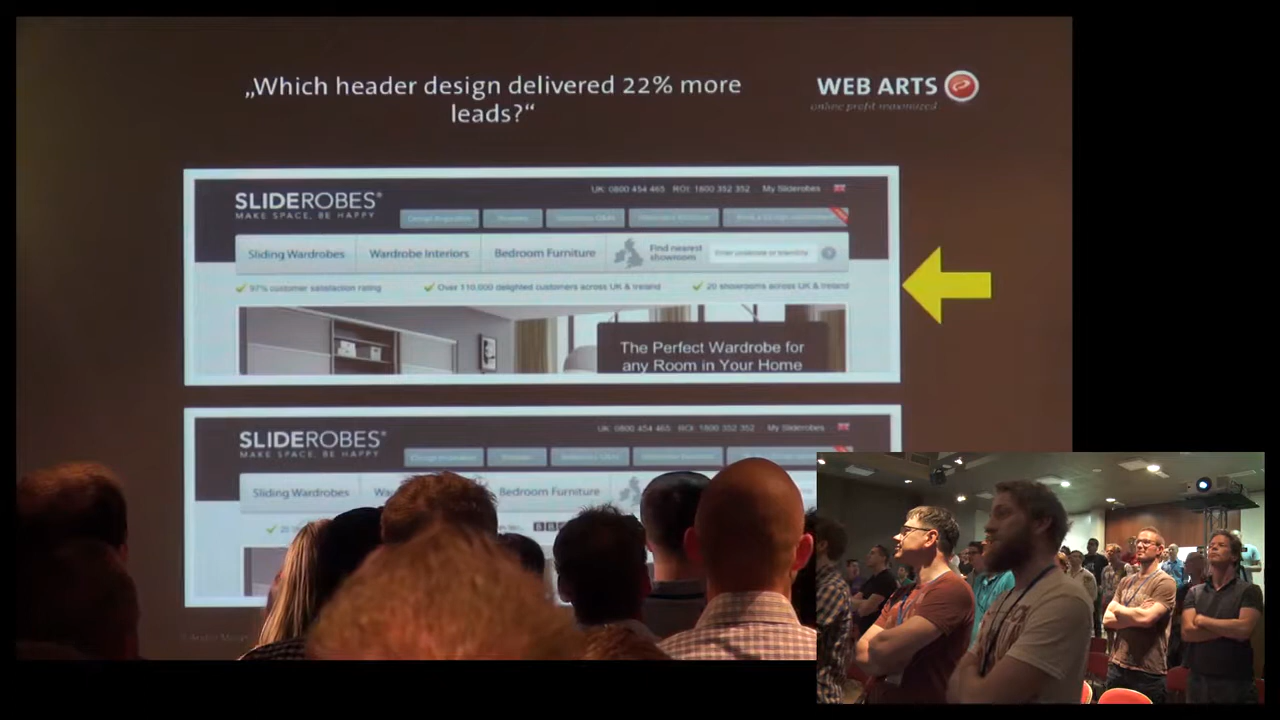 „Which header design delivered 22% more
leads?“
WEB ARTS
online profit maximized
SLIDEROBES®
MAKE SPACE, BE HAPPY
UK: 0800 454 465 ROI: 1800 352 352 My Sliderobes
Sliding Wardrobes Wardrobe Interiors Bedroom Furniture Find nearest
showroom
97% customer satisfaction rating Over 110,000 delighted customers across UK & Ireland 20 showrooms across UK & Ireland
The Perfect Wardrobe for
any Room in Your Home
SLIDEROBES®
MAKE SPACE, BE HAPPY
UK: 0800 454 465 ROI: 1800 352 352 My Sliderobes
Sliding Wardrobes Bedroom Furniture
BBC